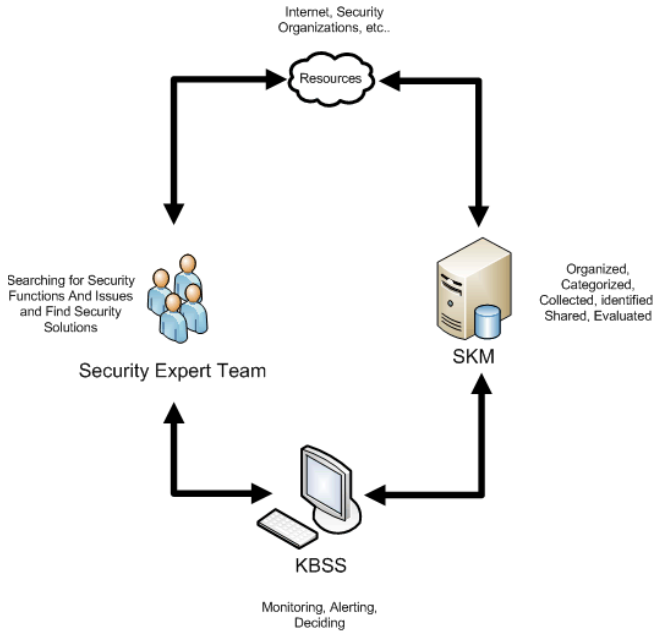 Internet, Security
Organizations, etc..
Resources
Searching for Security
Functions And Issues
and Find Security
Solutions
Security Expert Team
Organized,
Categorized,
Collected, identified
Shared, Evaluated
SKM
KBSS
Monitoring, Alerting,
Deciding